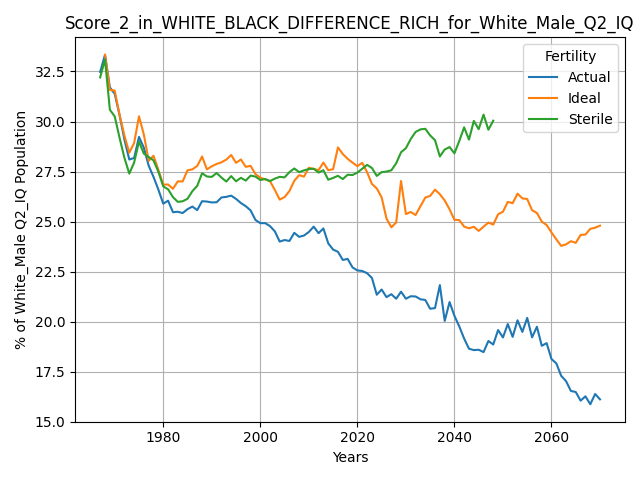 Score_2_in_WHITE_BLACK_DIFFERENCE_RICH_for_White_Male_Q2_IQ
Fertility
Actual
Ideal
Sterile
% of White_Male Q2_IQ Population
32.5
30.0
27.5
25.0
22.5
20.0
17.5
15.0
1980
2000
2020
2040
2060
Years